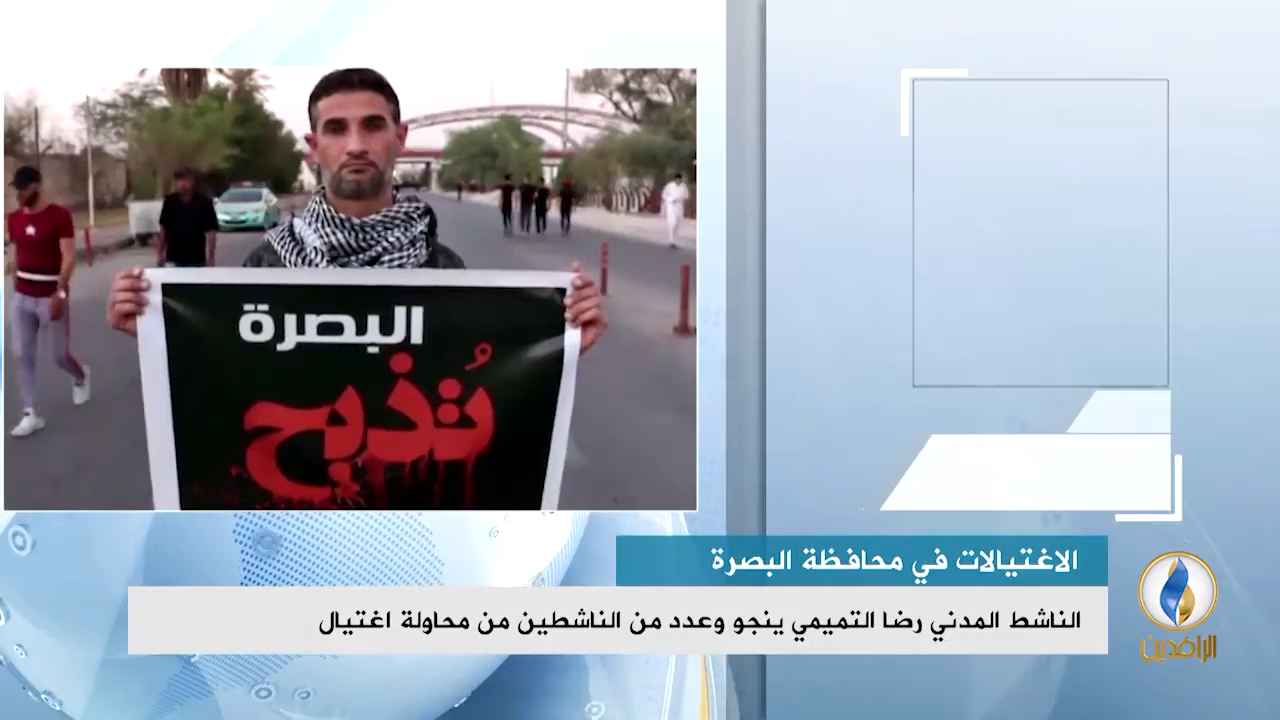 البصرة
تُذبح
الاغتيالات في محافظة البصرة
الناشط المدني رضا التميمي ينجو وعدد من الناشطين من محاولة اغتيال
الرافدين